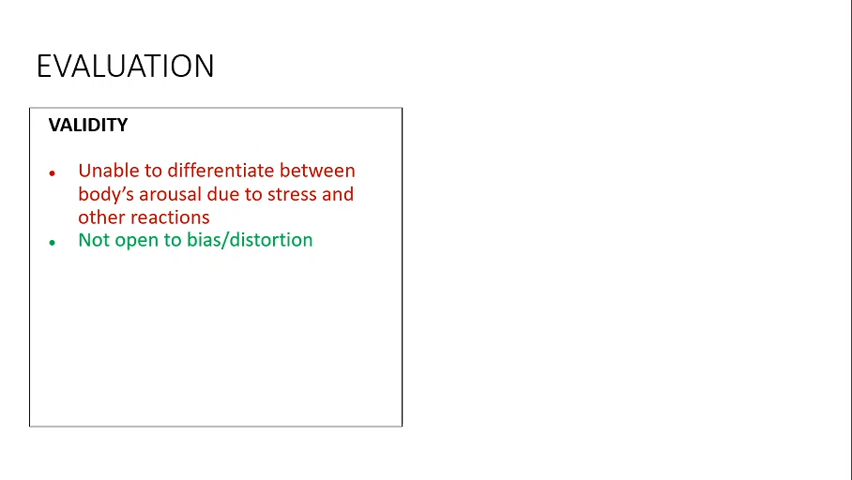 EVALUATION
VALIDITY
• Unable to differentiate between
body's arousal due to stress and
other reactions
• Not open to bias/distortion